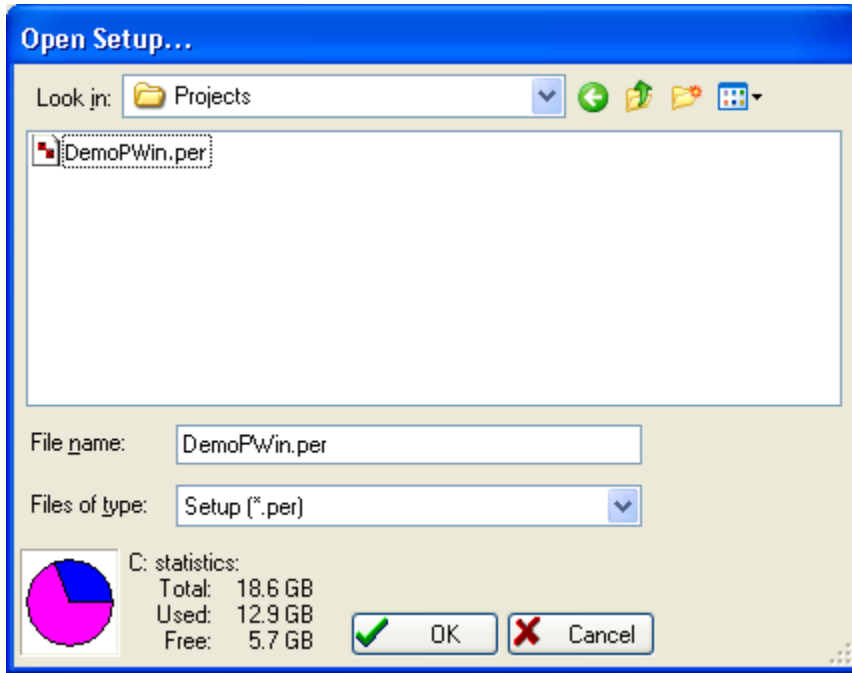 Open Setup...
Look in: Projects
DemoPWin.per
File name: DemoPWin.per
Files of type: Setup (*.per)
C: statistics:
Total: 18.6 GB
Used: 12.9 GB
Free: 5.7 GB
OK Cancel